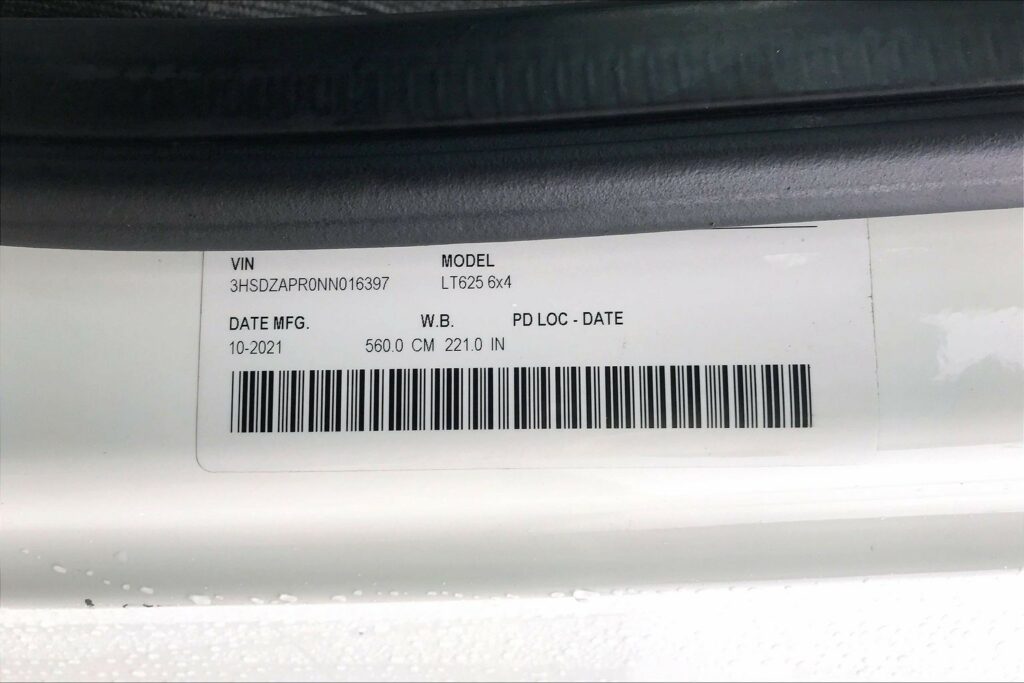 VIN MODEL
3HSDZAPR0NN016397 LT625 6x4
DATE MFG. W.B. PD LOC - DATE
10-2021 560.0 CM 221.0 IN